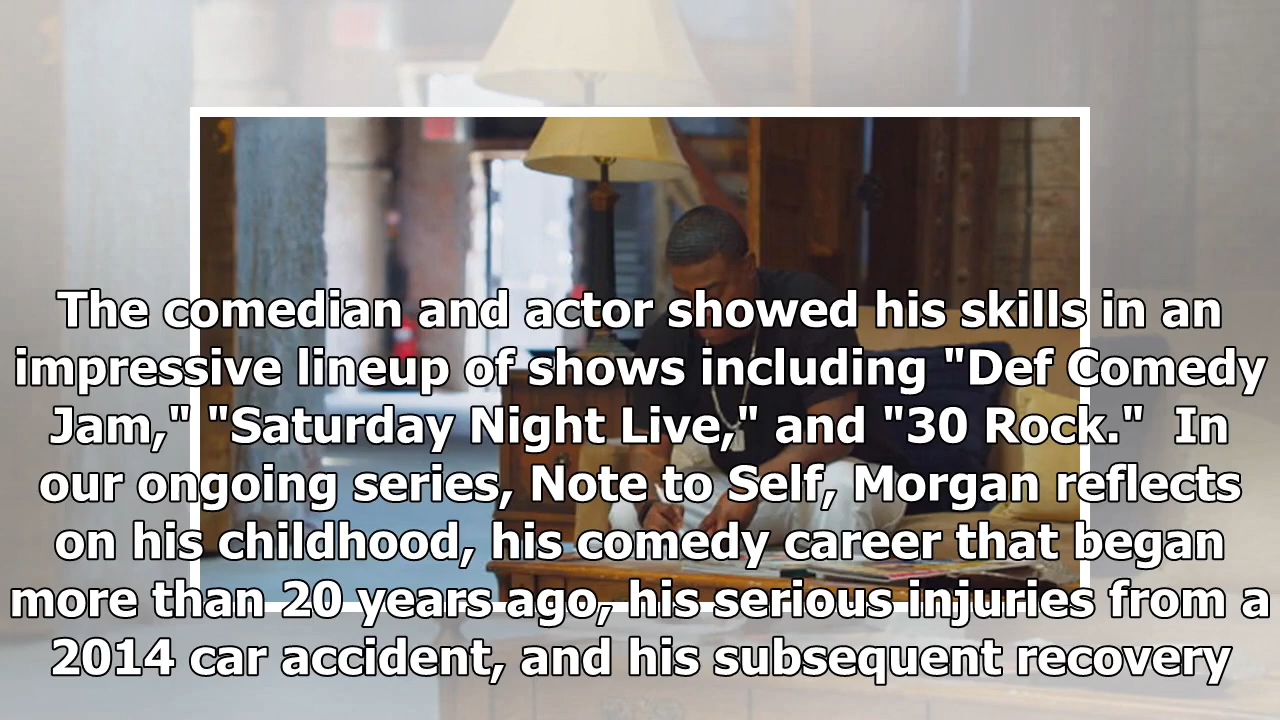 The comedian and actor showed his skills in an
impressive lineup of shows including "Def Comedy
Jam," "Saturday Night Live," and "30 Rock."  In
our ongoing series, Note to Self, Morgan reflects
on his childhood, his comedy career that began
more than 20 years ago, his serious injuries from a
2014 car accident, and his subsequent recovery